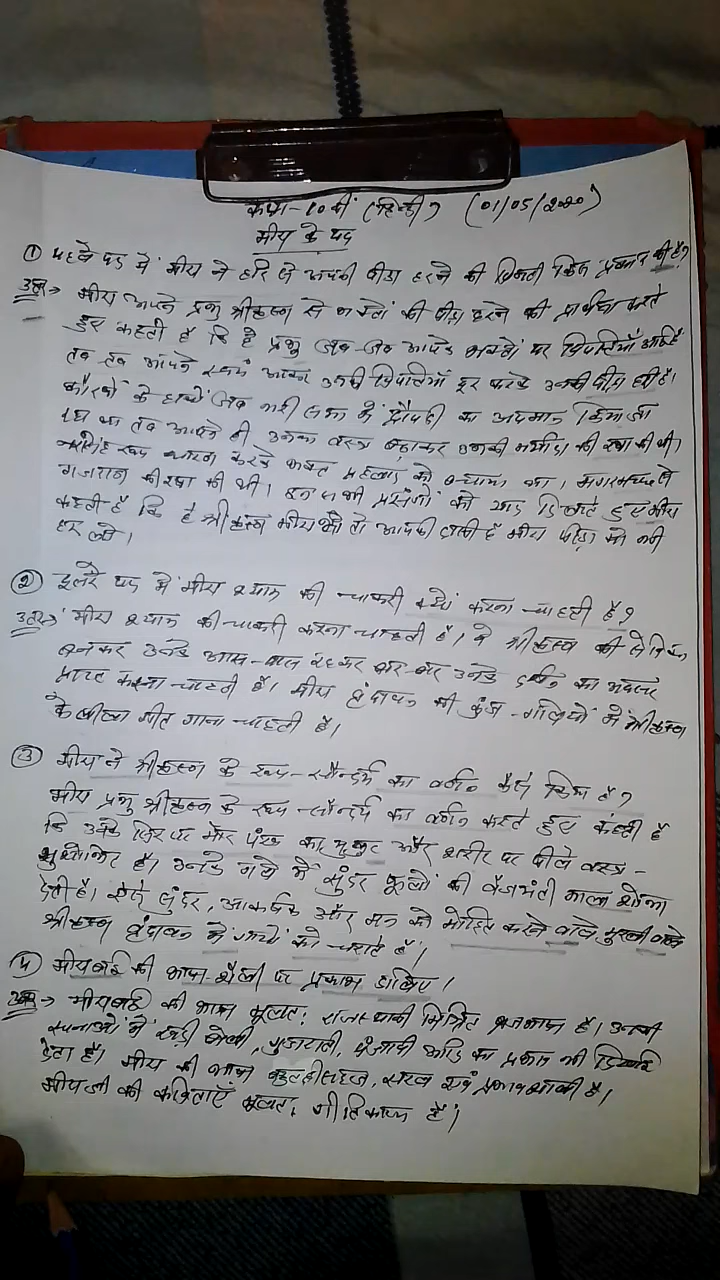 कक्षा-10वीं (हिन्दी) (01/05/2020)
मीरा के पद
① पहले पद में मीरा ने हरि से अपनी पीड़ा हरने की विनती किस प्रकार की है?
उत्तर→ मीरा अपने प्रभु श्रीकृष्ण से भक्तों की पीड़ा हरने की प्रार्थना करते
हुए कहती हैं कि हे प्रभु जब-जब आपके भक्तों पर विपत्तियाँ आई हैं
तब तब आपने स्वयं आकर उनकी विपत्तियाँ दूर करके उनकी पीड़ा हरी है।
कौरवों के द्वारा जब भरी सभा में द्रौपदी का अपमान किया जा
रहा था तब आपने ही उनका वस्त्र बढ़ाकर उनकी मर्यादा की रक्षा की थी।
नरसिंह रूप धारण करके भक्त प्रहलाद को बचाया था। मगरमच्छ से
गजराज की रक्षा की थी। इन सभी प्रसंगों को याद दिलाते हुए मीरा
कहती है कि हे श्रीकृष्ण मीरा भी तो आपकी दासी हैं मीरा पीड़ा को भी
हर लो।
② दूसरे पद में मीरा श्याम की चाकरी क्यों करना चाहती हैं?
उत्तर→ मीरा श्याम की चाकरी करना चाहती हैं। वे श्रीकृष्ण की सेविका
बनकर उनके आस-पास रहकर बार-बार उनके दर्शन का अवसर
प्राप्त करना चाहती हैं। मीरा वृंदावन की कुंज-गलियों में श्रीकृष्ण
के लीला गीत गाना चाहती हैं।
③ मीरा ने श्रीकृष्ण के रूप-सौन्दर्य का वर्णन कैसे किया है?
मीरा प्रभु श्रीकृष्ण के रूप-सौन्दर्य का वर्णन करते हुए कहती हैं
कि उनके सिर पर मोर पंख का मुकुट और शरीर पर पीले वस्त्र -
सुशोभित है। उनके गले में सुंदर फूलों की वैजयंती माला शोभा
देती है। ऐसे सुंदर, आकर्षक और मन को मोहित करने वाले मुरली वाले
श्रीकृष्ण वृंदावन में गायों को चराते हैं।
④ मीराबाई की भाषा-शैली पर प्रकाश डालिए।
उत्तर→ मीराबाई की भाषा मूलतः राजस्थानी मिश्रित ब्रजभाषा है। उनकी
रचनाओं में खड़ी बोली, गुजराती, पंजाबी आदि का प्रभाव भी दिखाई
देता है। मीरा की भाषा सहज, सरल एवं प्रभावशाली है।
मीराजी की कविताएँ मूलतः गीतिकाव्य हैं।